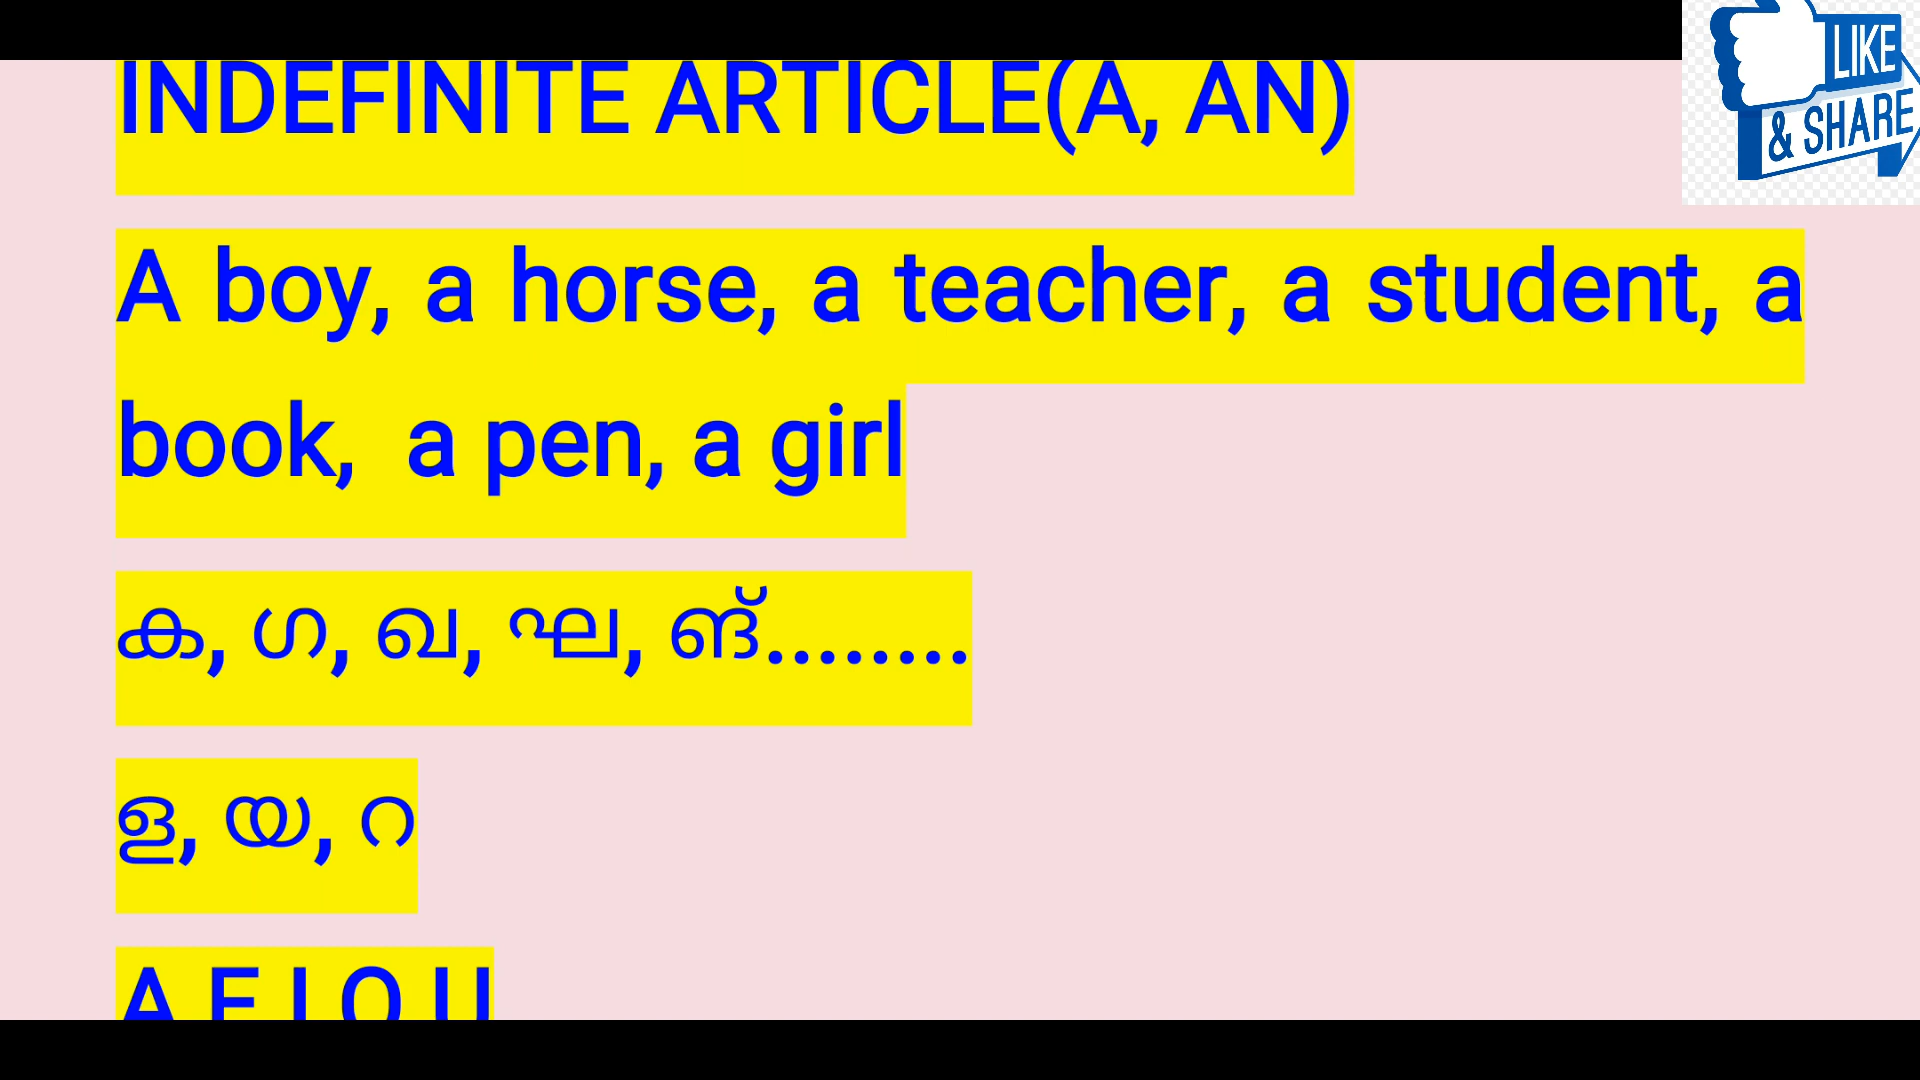 INDEFINITE ARTICLE(A, AN)
LIKE
& SHARE
A boy, a horse, a teacher, a student, a
book, a pen, a girl
ക, ഗ, ഖ, ഘ, ങ്........
ള, യ, റ
A E I O U